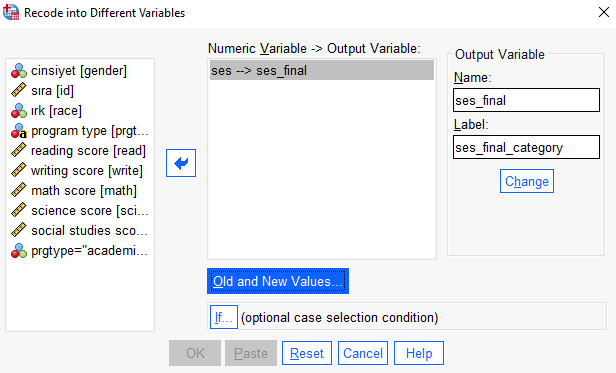 Recode into Different Variables
cinsiyet [gender]
sıra [id]
ırk [race]
program type [prgt...
reading score [read]
writing score [write]
math score [math]
science score [sci...
social studies sco...
prgtype="academi...
Numeric Variable -> Output Variable:
ses --> ses_final
Output Variable
Name:
ses_final
Label:
ses_final_category
Change
Old and New Values...
If... (optional case selection condition)
OK Paste Reset Cancel Help